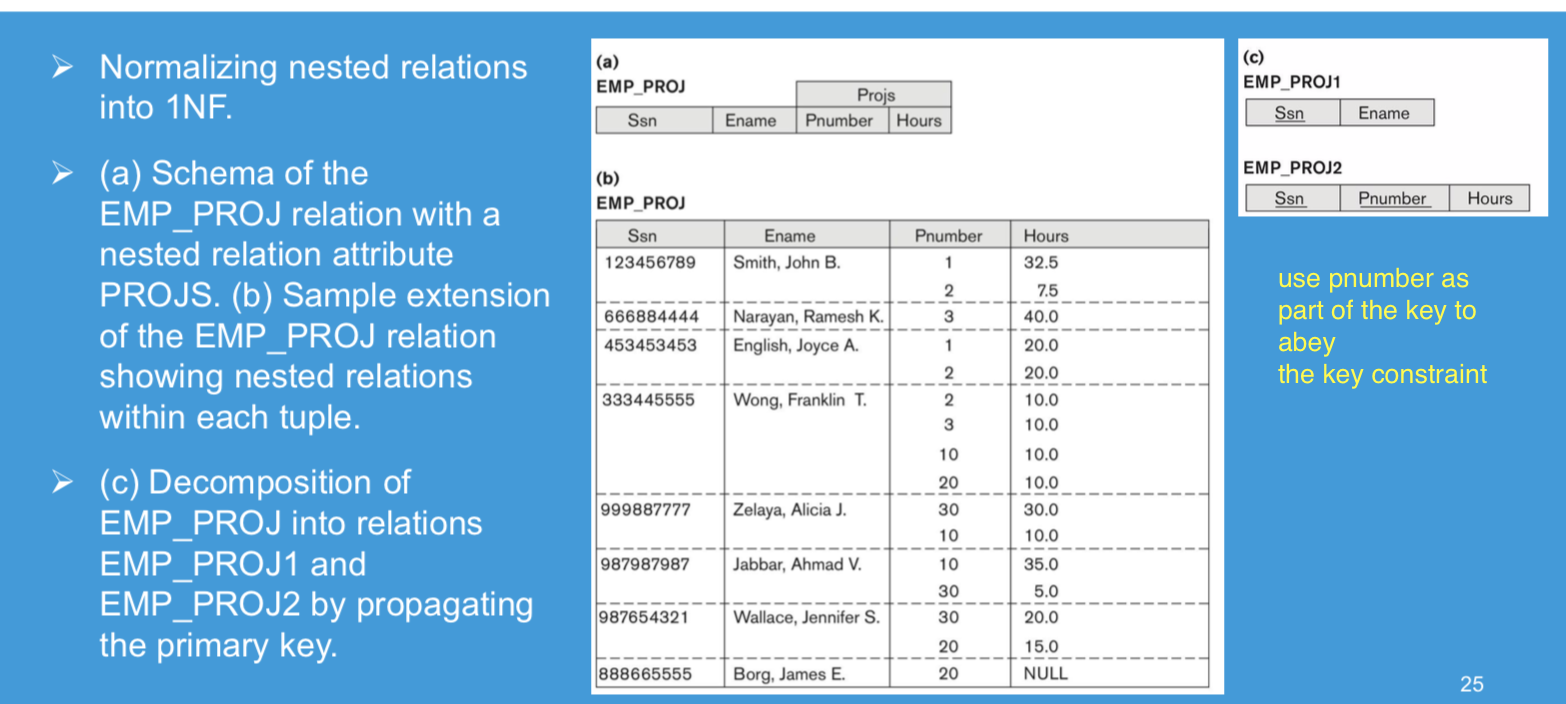 ➢ Normalizing nested relations
into 1NF.
➢ (a) Schema of the
EMP_PROJ relation with a
nested relation attribute
PROJS. (b) Sample extension
of the EMP_PROJ relation
showing nested relations
within each tuple.
➢ (c) Decomposition of
EMP_PROJ into relations
EMP_PROJ1 and
EMP_PROJ2 by propagating
the primary key.
(a)
EMP_PROJ
Projs
Ssn Ename Pnumber Hours
(b)
EMP_PROJ
Ssn Ename Pnumber Hours
123456789 Smith, John B. 1 32.5
2 7.5
666884444 Narayan, Ramesh K. 3 40.0
453453453 English, Joyce A. 1 20.0
2 20.0
333445555 Wong, Franklin T. 2 10.0
3 10.0
10 10.0
20 10.0
999887777 Zelaya, Alicia J. 30 30.0
10 10.0
987987987 Jabbar, Ahmad V. 10 35.0
30 5.0
987654321 Wallace, Jennifer S. 30 20.0
20 15.0
888665555 Borg, James E. 20 NULL
(c)
EMP_PROJ1
Ssn Ename
EMP_PROJ2
Ssn Pnumber Hours
use pnumber as
part of the key to
abey
the key constraint
25